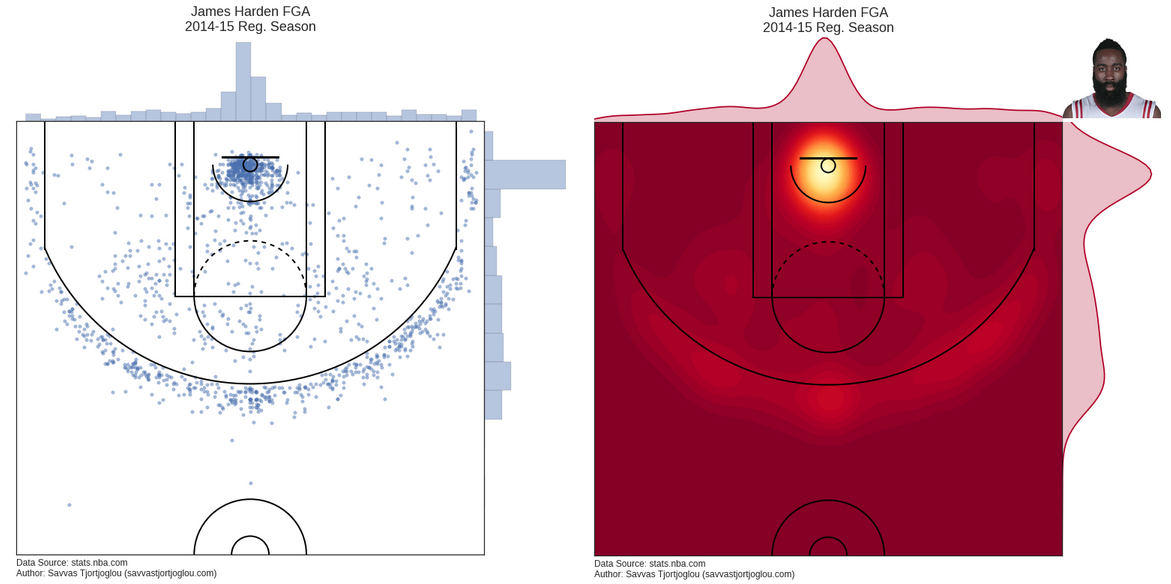 James Harden FGA
2014-15 Reg. Season
Data Source: stats.nba.com
Author: Savvas Tjortjoglou (savvastjortjoglou.com)
James Harden FGA
2014-15 Reg. Season
Data Source: stats.nba.com
Author: Savvas Tjortjoglou (savvastjortjoglou.com)